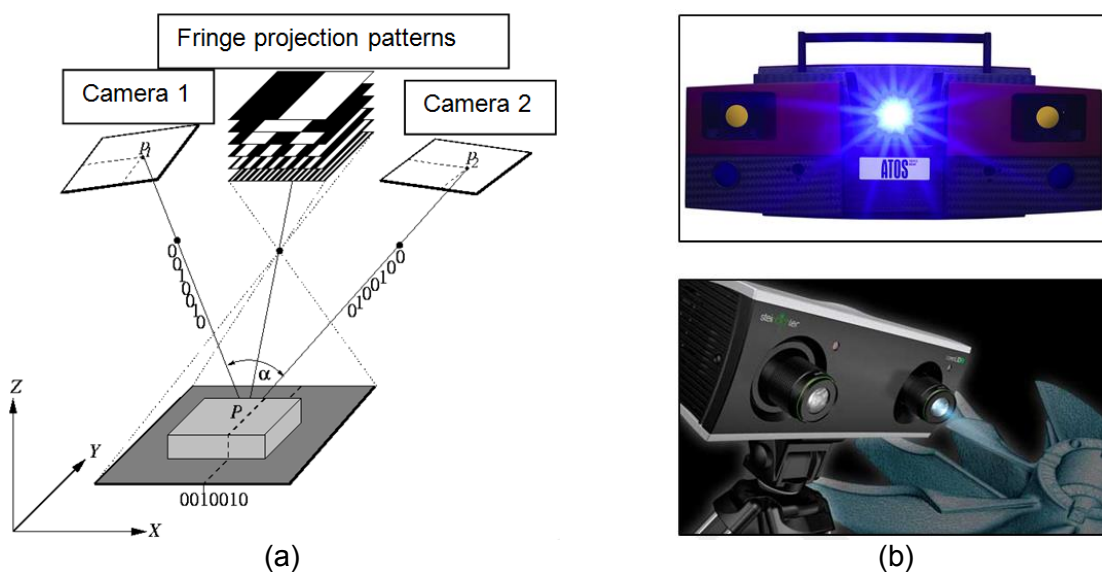 Fringe projection patterns
Camera 1
Camera 2
p1
p2
0010010
0100100
α
P
Z
Y
X
0010010
(a)
ATOS
(b)